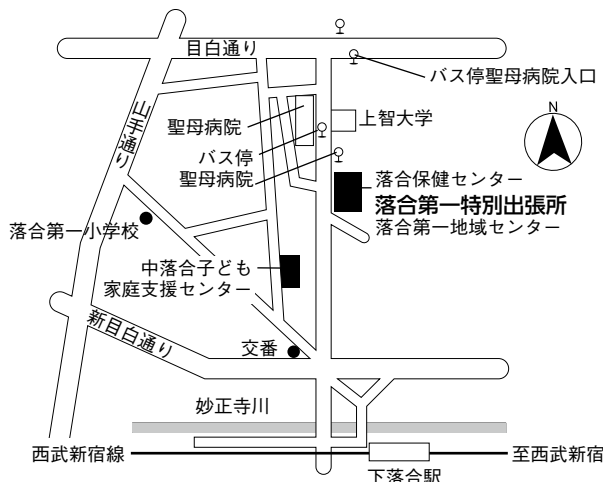 目白通り
バス停聖母病院入口
山手通り
聖母病院
上智大学
バス停
聖母病院
N
落合保健センター
落合第一特別出張所
落合第一地域センター
落合第一小学校
中落合子ども
家庭支援センター
新目白通り
交番
妙正寺川
西武新宿線
至西武新宿
下落合駅